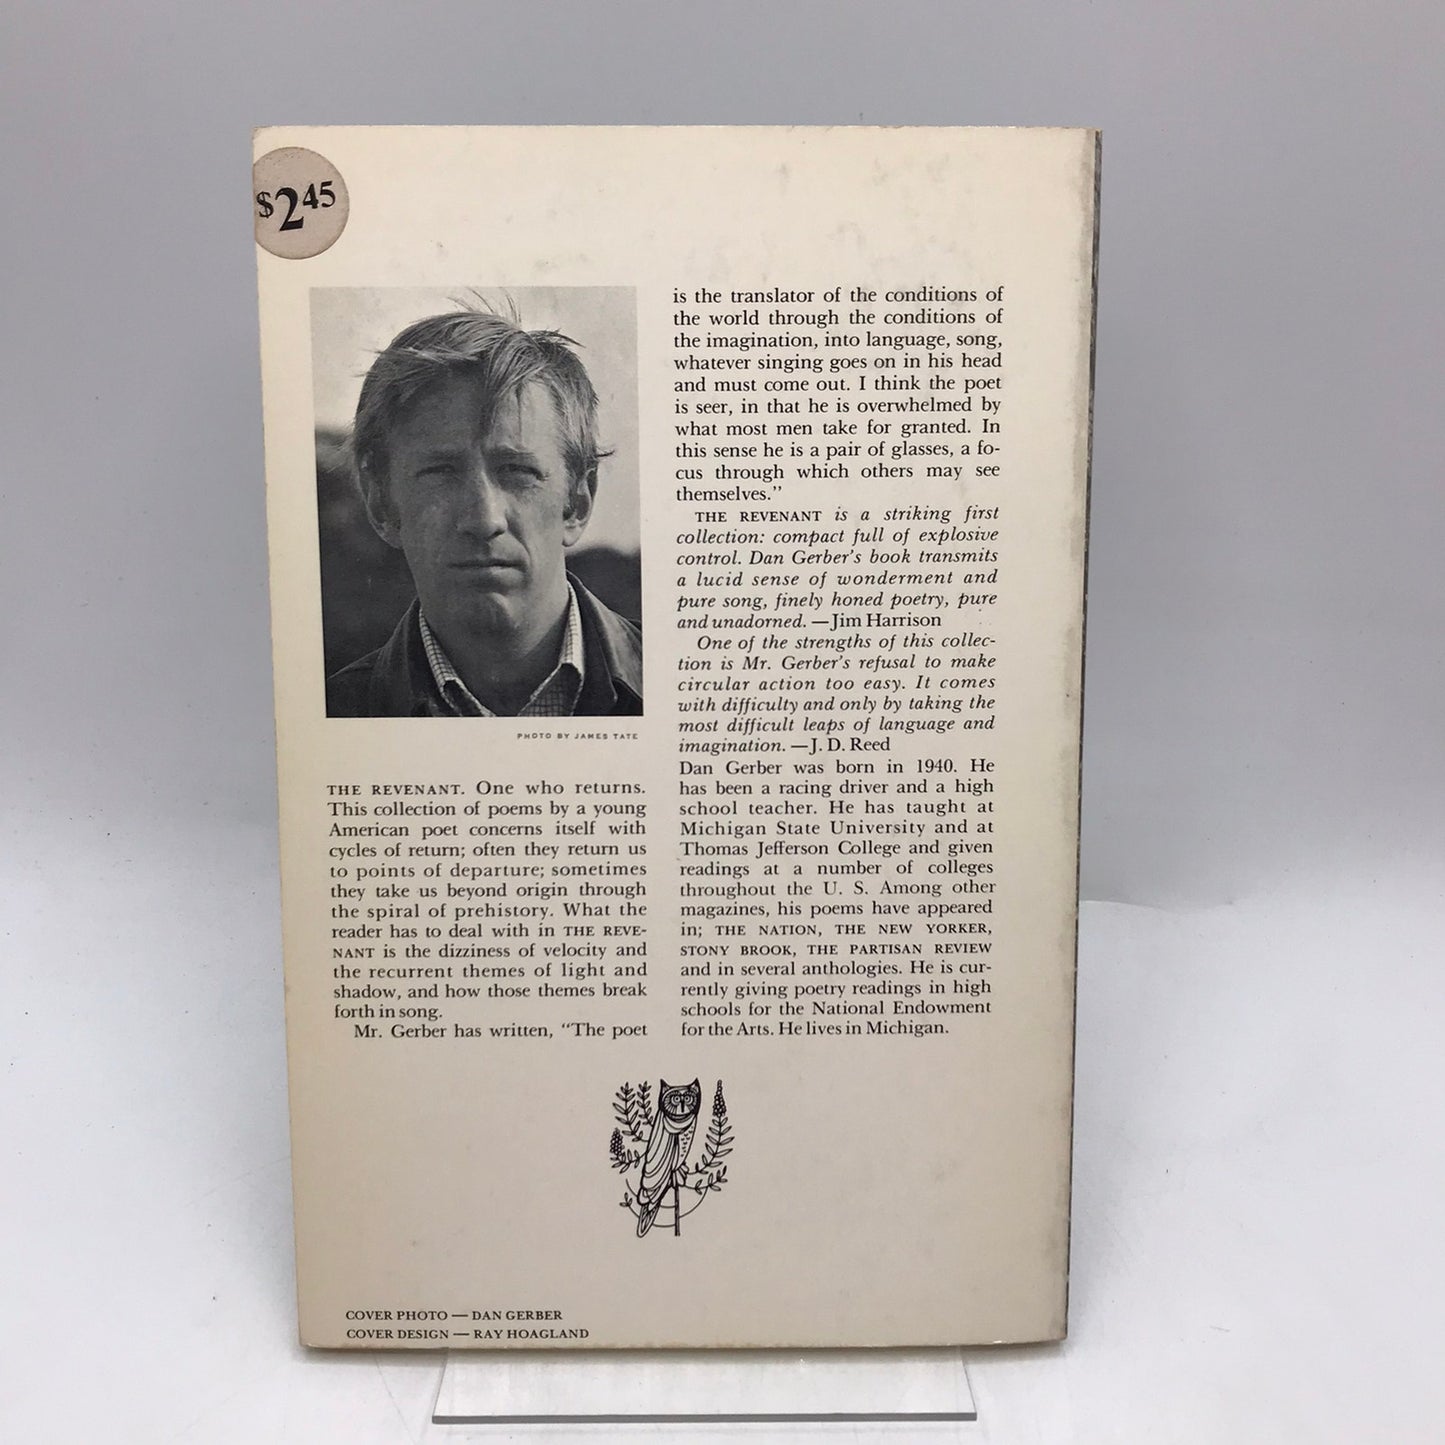 $2.45
PHOTO BY JAMES TATE
THE REVENANT. One who returns.
This collection of poems by a young
American poet concerns itself with
cycles of return; often they return us
to points of departure; sometimes
they take us beyond origin through
the spiral of prehistory. What the
reader has to deal with in THE REVE-
NANT is the dizziness of velocity and
the recurrent themes of light and
shadow, and how those themes break
forth in song.
Mr. Gerber has written, "The poet
is the translator of the conditions of
the world through the conditions of
the imagination, into language, song,
whatever singing goes on in his head
and must come out. I think the poet
is seer, in that he is overwhelmed by
what most men take for granted. In
this sense he is a pair of glasses, a fo-
cus through which others may see
themselves."
THE REVENANT is a striking first
collection: compact full of explosive
control. Dan Gerber's book transmits
a lucid sense of wonderment and
pure song, finely honed poetry, pure
and unadorned. —Jim Harrison
One of the strengths of this collec-
tion is Mr. Gerber's refusal to make
circular action too easy. It comes
with difficulty and only by taking the
most difficult leaps of language and
imagination. —J. D. Reed
Dan Gerber was born in 1940. He
has been a racing driver and a high
school teacher. He has taught at
Michigan State University and at
Thomas Jefferson College and given
readings at a number of colleges
throughout the U. S. Among other
magazines, his poems have appeared
in; THE NATION, THE NEW YORKER,
STONY BROOK, THE PARTISAN REVIEW
and in several anthologies. He is cur-
rently giving poetry readings in high
schools for the National Endowment
for the Arts. He lives in Michigan.
COVER PHOTO — DAN GERBER
COVER DESIGN — RAY HOAGLAND